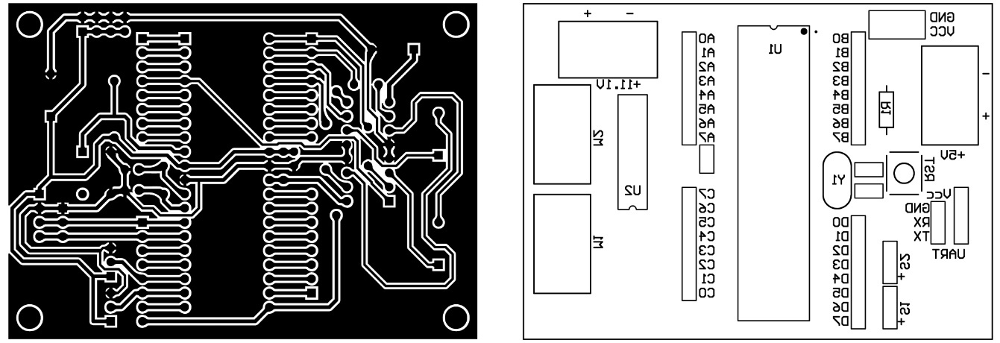 + -
GND
VCC
A0
A1
A2
A3
A4
A5
A6
A7
U1
B0
B1
B2
B3
B4
B5
B6
B7
-
+
+11.1V
R1
M2
+5V
RST
Y1
U2
Vcc
GND
RX
TX
UART
C7
C6
C5
C4
C3
C2
C1
C0
M1
D0
D1
D2
D3
D4
D5
D6
D7
+ S2
+ S1